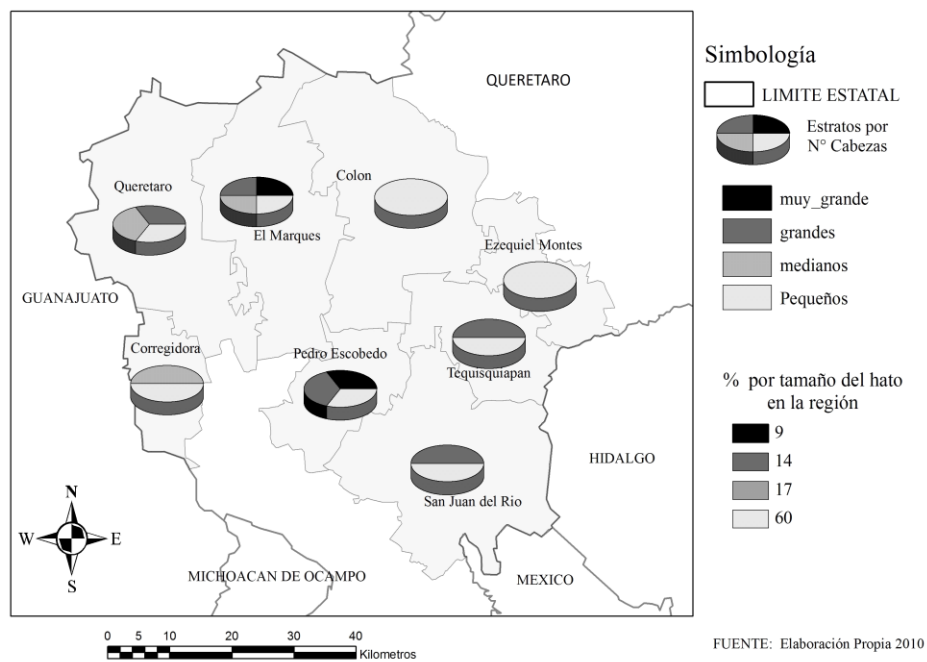 QUERETARO
Queretaro
El Marques
Colon
Ezequiel Montes
GUANAJUATO
Corregidora
Pedro Escobedo
Tequisquiapan
San Juan del Rio
HIDALGO
MICHOACAN DE OCAMPO
MEXICO
N
W
E
S
0 5 10 20 30 40
Kilometros
Simbología
LIMITE ESTATAL
Estratos por
N° Cabezas
muy_grande
grandes
medianos
Pequeños
% por tamaño del hato
en la región
9
14
17
60
FUENTE: Elaboración Propia 2010